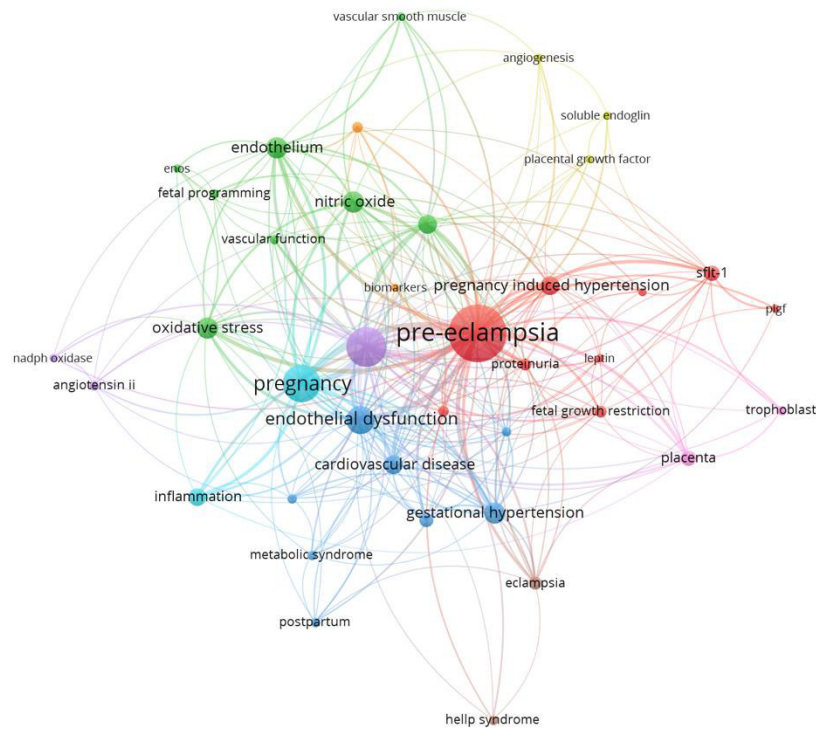 vascular smooth muscle
angiogenesis
soluble endoglin
endothelium
placental growth factor
enos
fetal programming
nitric oxide
vascular function
sflt-1
pregnancy induced hypertension
biomarkers
plgf
oxidative stress
pre-eclampsia
nadph oxidase
leptin
proteinuria
angiotensin ii
pregnancy
trophoblast
fetal growth restriction
endothelial dysfunction
placenta
cardiovascular disease
inflammation
gestational hypertension
metabolic syndrome
eclampsia
postpartum
hellp syndrome